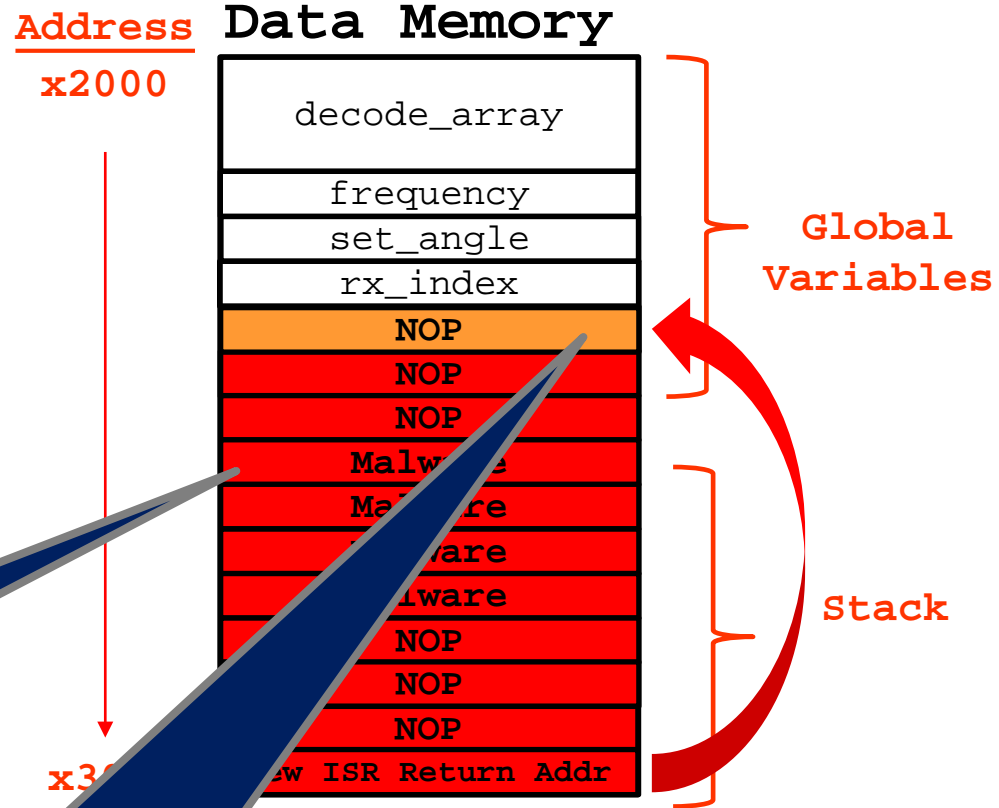 Address
Data Memory
x2000
decode_array
frequency
set_angle
rx_index
Global
Variables
NOP
NOP
NOP
Stack
NOP
NOP
NOP
ISR Return Addr